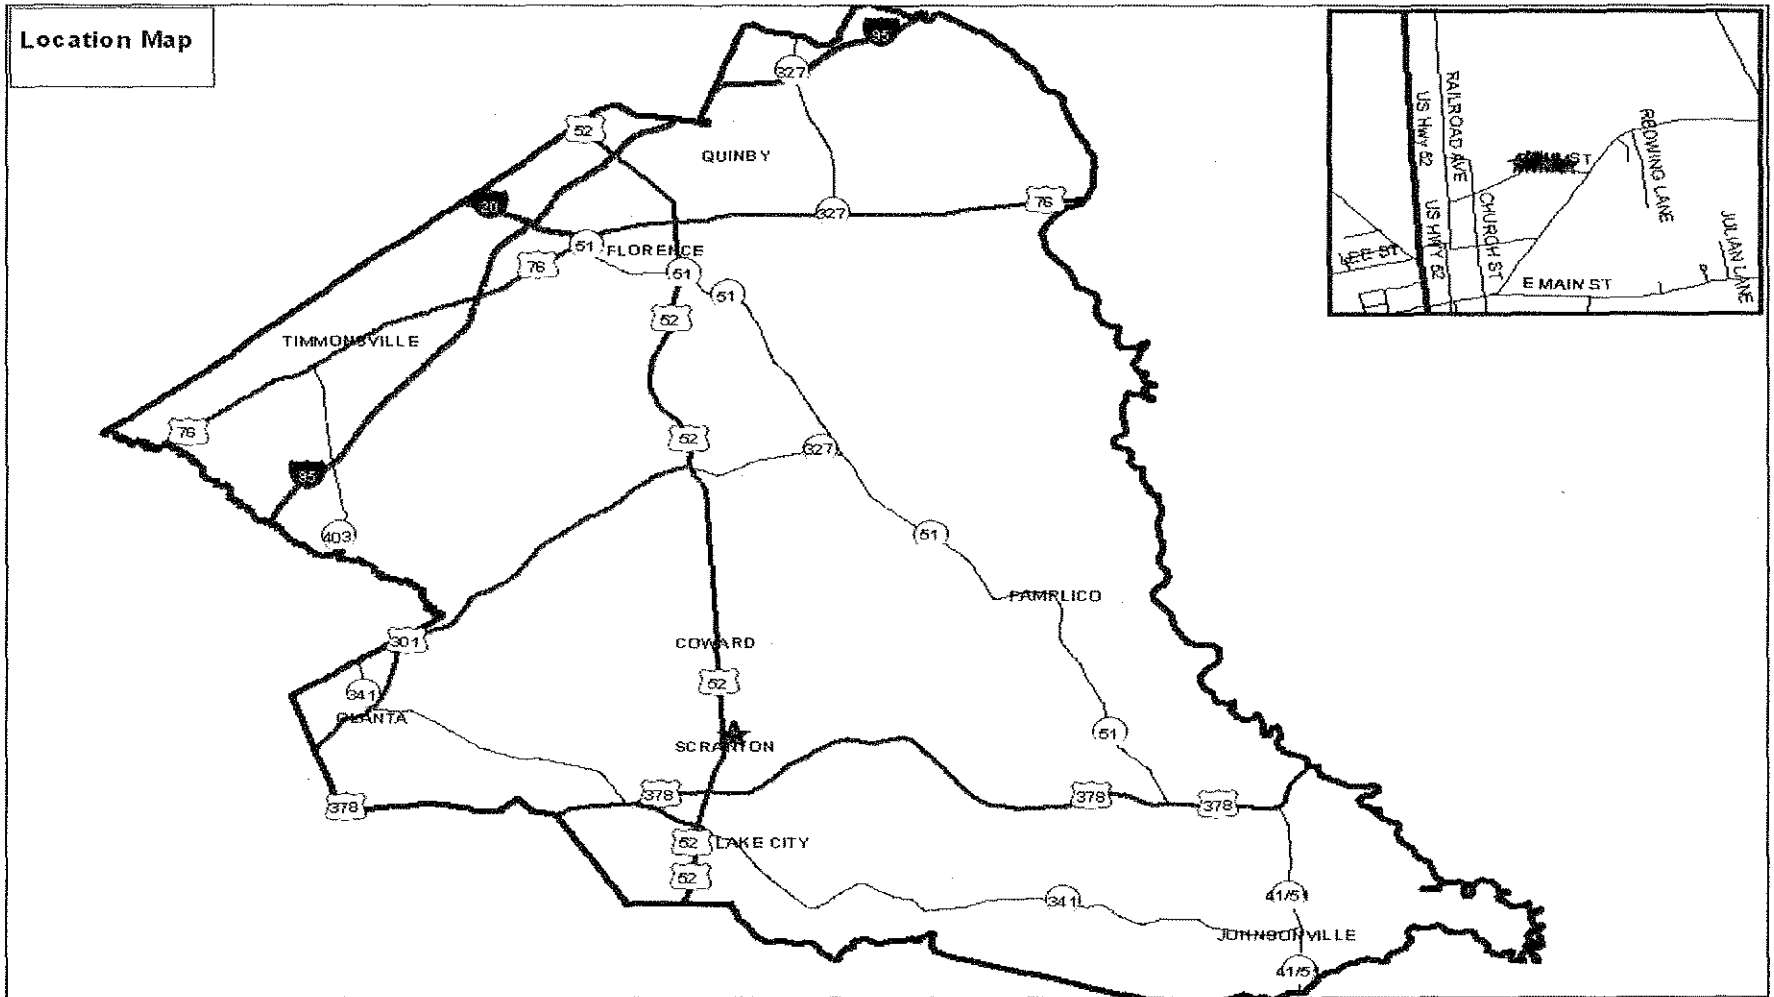 Location Map
95
327
52
QUINBY
20
327
76
51
FLORENCE
76
51
51
52
TIMMONSVILLE
76
52
327
95
403
51
PAMPLICO
301
COWARD
52
341
OLANTA
51
SCRANTON
378
378
378
378
52
LAKE CITY
52
341
41/51
JOHNSONVILLE
41/51
RAILROAD AVE
US Hwy 52
ST
CHURCH ST
US HWY 52
LANE
JULIAN LANE
ST
E MAIN ST